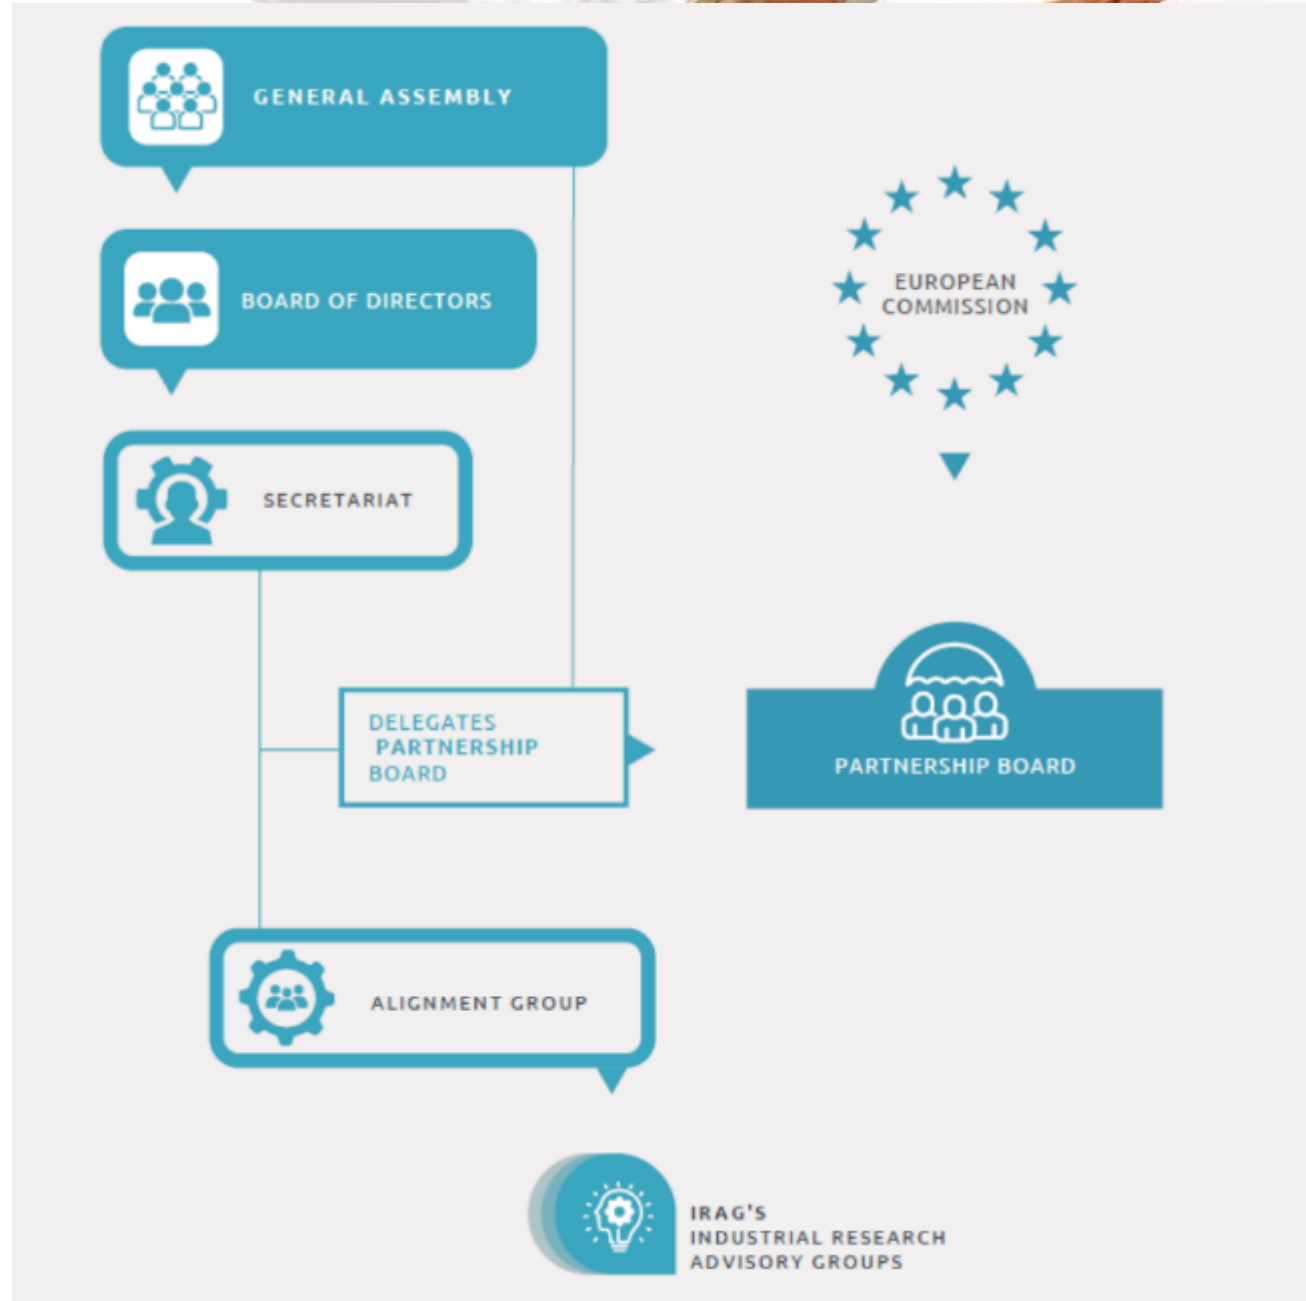 GENERAL ASSEMBLY
EUROPEAN
COMMISSION
BOARD OF DIRECTORS
SECRETARIAT
DELEGATES
PARTNERSHIP
BOARD
PARTNERSHIP BOARD
ALIGNMENT GROUP
IRAG'S
INDUSTRIAL RESEARCH
ADVISORY GROUPS